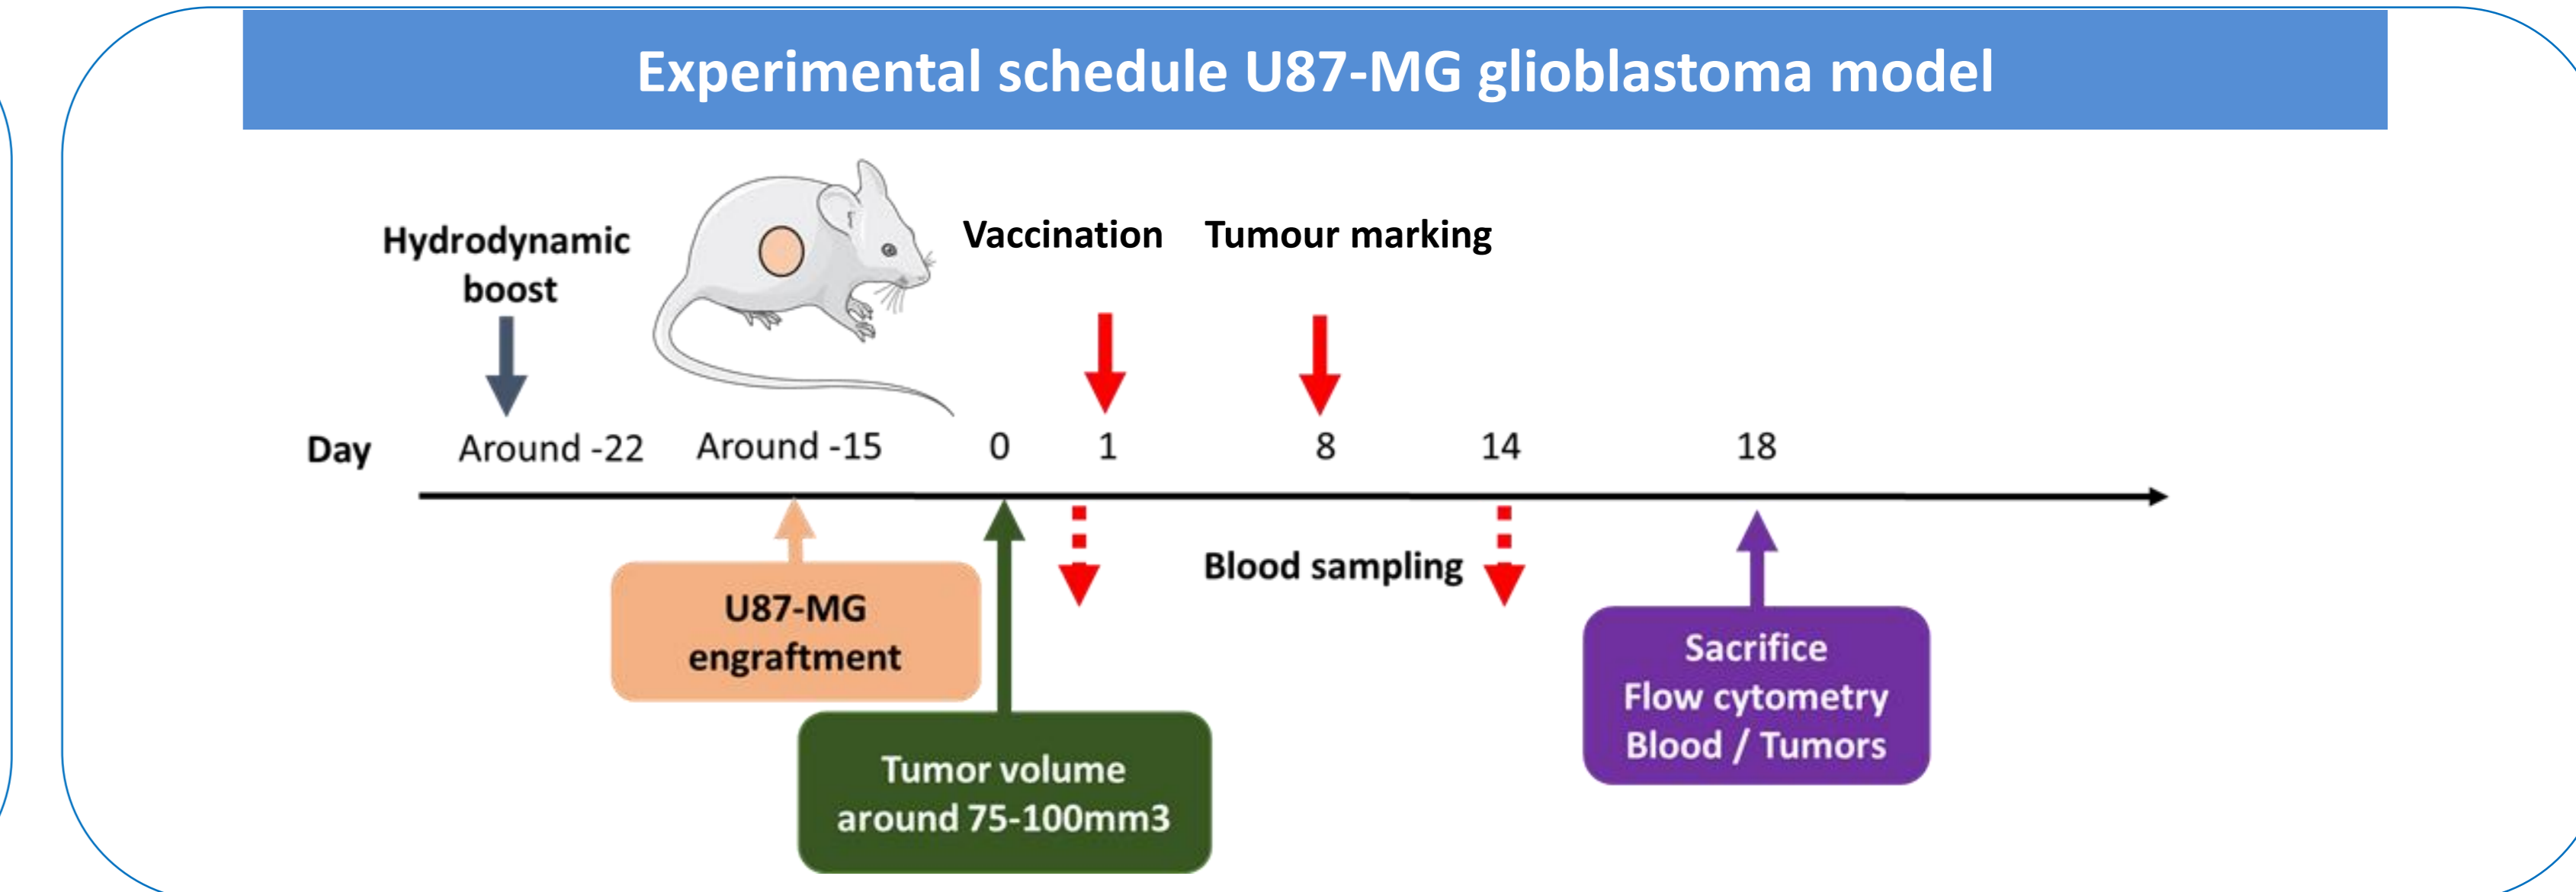 Experimental schedule U87-MG glioblastoma model
Hydrodynamic
boost
Vaccination
Tumour marking
Day
Around -22
Around -15
0
1
8
14
18
Blood sampling
U87-MG
engraftment
Tumor volume
around 75-100mm3
Sacrifice
Flow cytometry
Blood / Tumors